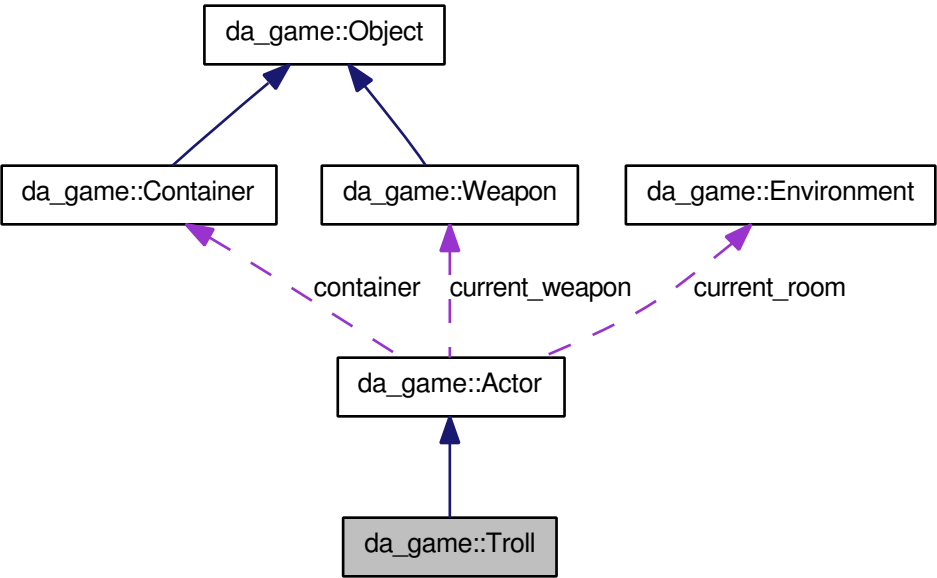 da_game::Object
da_game::Container
da_game::Weapon
da_game::Environment
container
current_weapon
current_room
da_game::Actor
da_game::Troll